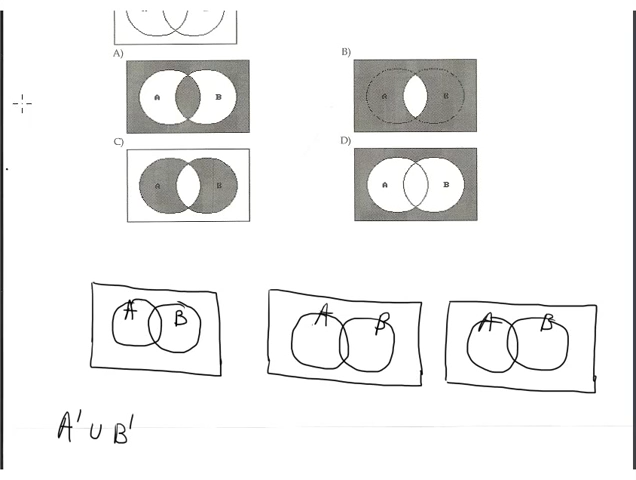 A) B)
A B A B
C) D)
A B A B
A B A B A B
A' ∪ B'